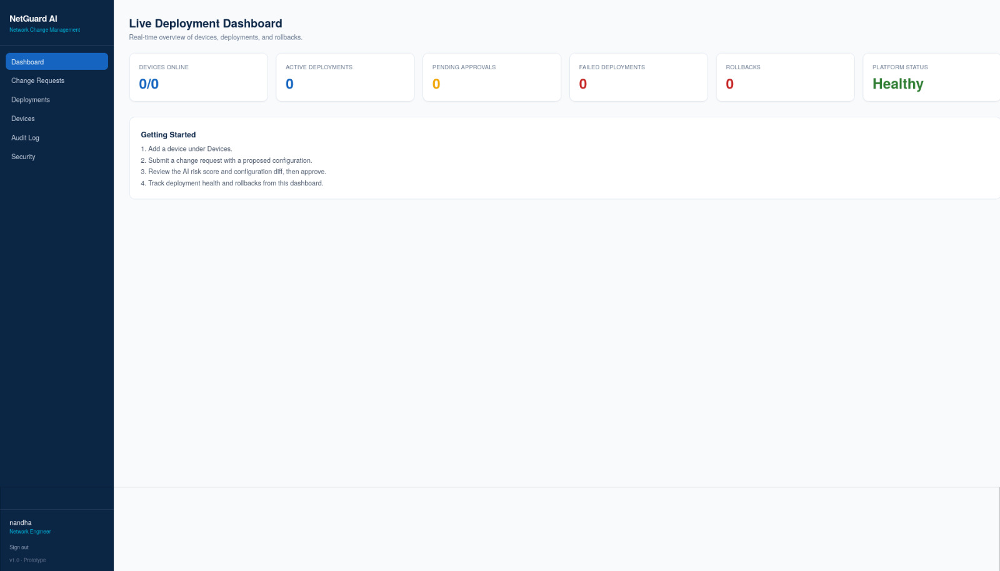 NetGuard AI
Network Change Management
Dashboard
Change Requests
Deployments
Devices
Audit Log
Security
nandha
Network Engineer
Sign out
v1.0 - Prototype
Live Deployment Dashboard
Real-time overview of devices, deployments, and rollbacks.
DEVICES ONLINE
0/0
ACTIVE DEPLOYMENTS
0
PENDING APPROVALS
0
FAILED DEPLOYMENTS
0
ROLLBACKS
0
PLATFORM STATUS
Healthy
Getting Started
1. Add a device under Devices.
2. Submit a change request with a proposed configuration.
3. Review the AI risk score and configuration diff, then approve.
4. Track deployment health and rollbacks from this dashboard.